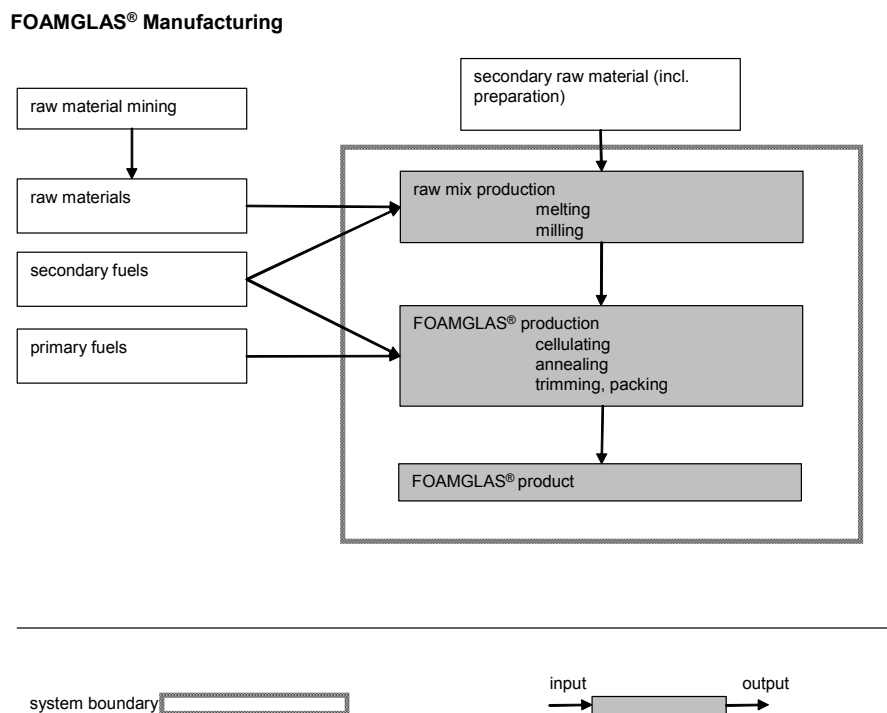 FOAMGLAS® Manufacturing
secondary raw material (incl.
preparation)
raw material mining
raw materials
raw mix production
melting
milling
secondary fuels
FOAMGLAS® production
cellulating
annealing
trimming, packing
primary fuels
FOAMGLAS® product
input
output
system boundary